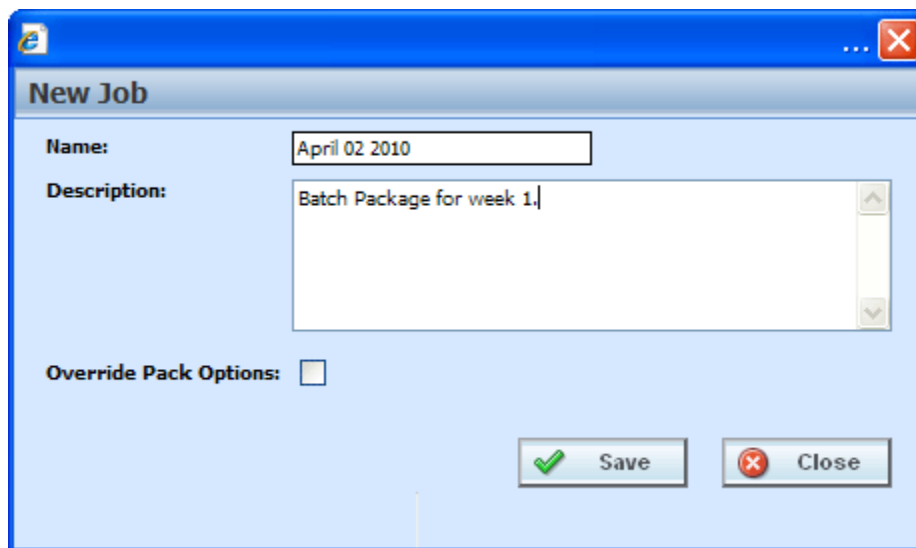 ...
New Job
Name: April 02 2010
Description: Batch Package for week 1.
Override Pack Options:
Save Close